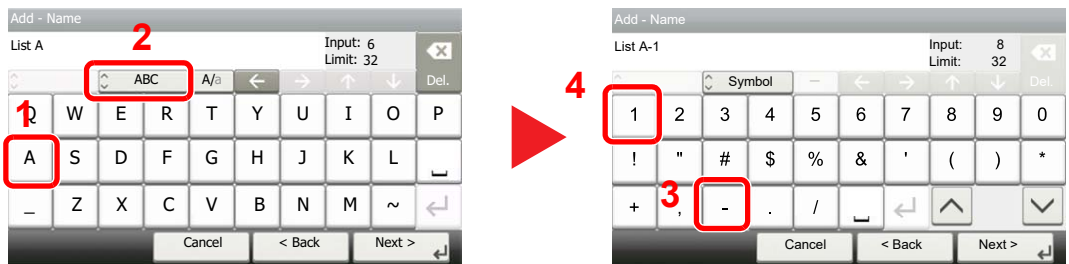 Add - Name
List A
Input: 6
Limit: 32
2
ABC
A/a
Del.
Q W E R T Y U I O P
1
A S D F G H J K L
_ Z X C V B N M ~
Cancel < Back Next >
Add - Name
List A-1
Input: 8
Limit: 32
4
Symbol
Del.
1 2 3 4 5 6 7 8 9 0
! " # $ % & ' ( ) *
3
+ , - . /
Cancel < Back Next >